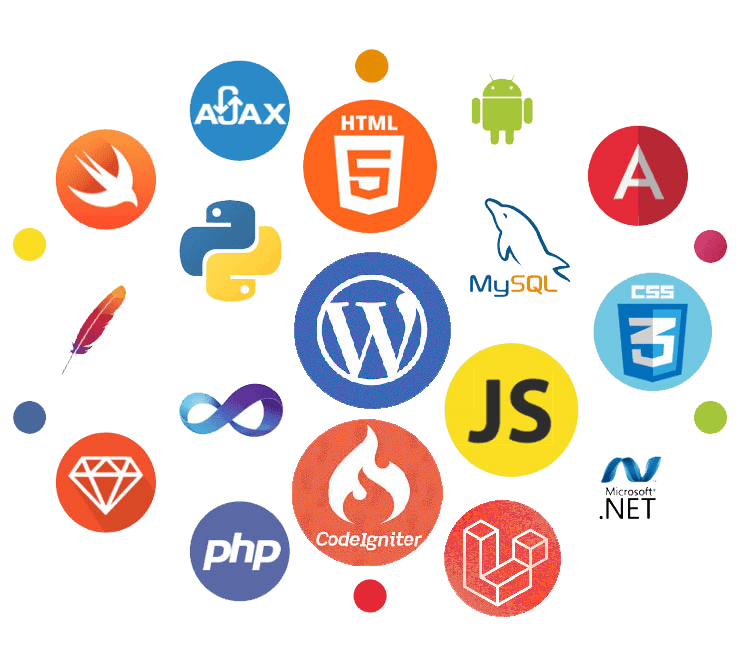 AJAX
HTML
5
A
MySQL
CSS
3
W
JS
Microsoft®
.NET
CodeIgniter
php